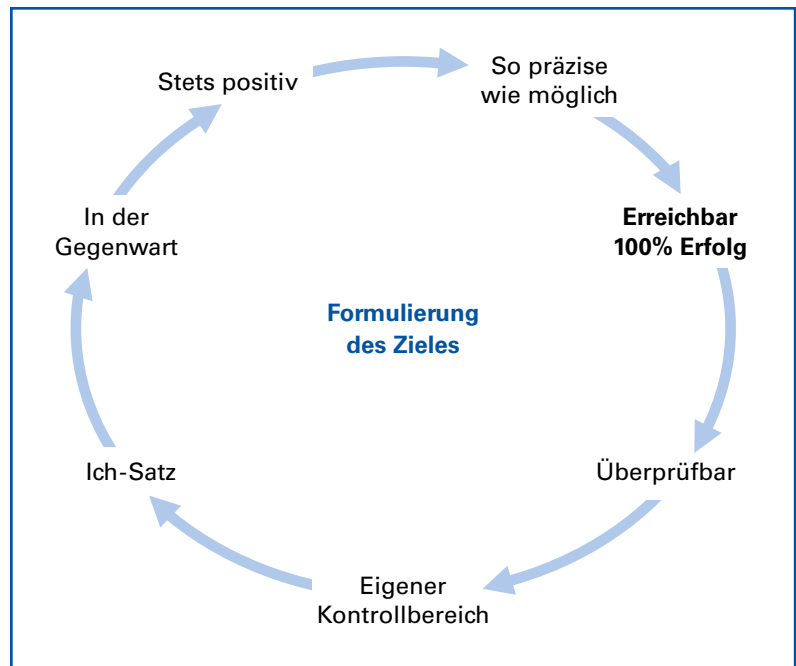 Stets positiv
So präzise
wie möglich
Erreichbar
100% Erfolg
Überprüfbar
Eigener
Kontrollbereich
Ich-Satz
In der
Gegenwart
Formulierung
des Zieles